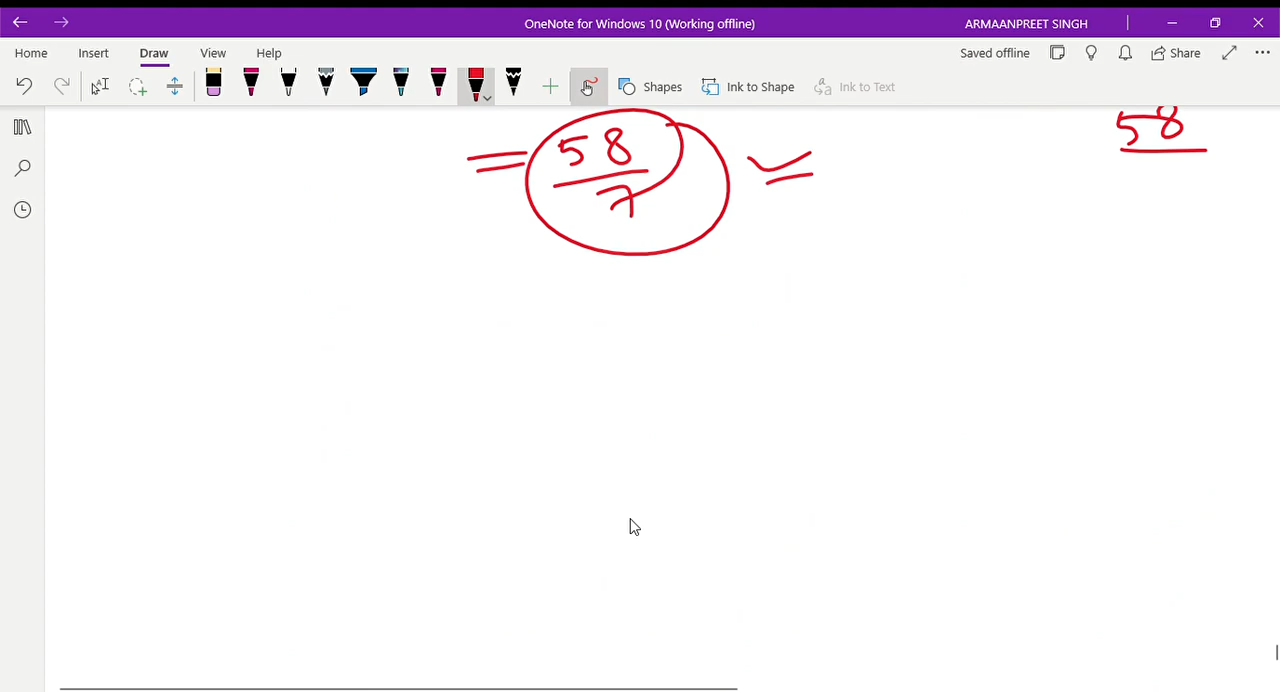 OneNote for Windows 10 (Working offline)
ARMAANPREET SINGH
Home Insert Draw View Help
Saved offline
Share
Shapes
Ink to Shape
Ink to Text
= 58/7
58